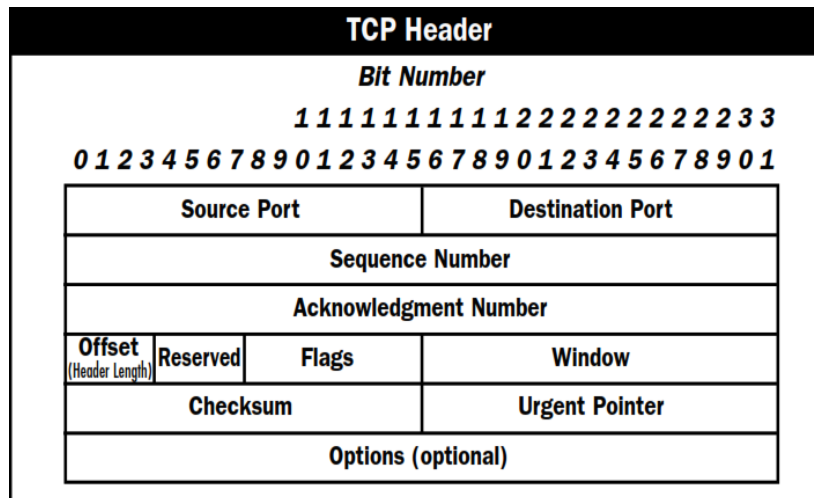 TCP Header
Bit Number
1 1 1 1 1 1 1 1 1 1 2 2 2 2 2 2 2 2 2 2 3 3
0 1 2 3 4 5 6 7 8 9 0 1 2 3 4 5 6 7 8 9 0 1 2 3 4 5 6 7 8 9 0 1
Source Port Destination Port
Sequence Number
Acknowledgment Number
Offset
(Header Length) Reserved Flags Window
Checksum Urgent Pointer
Options (optional)